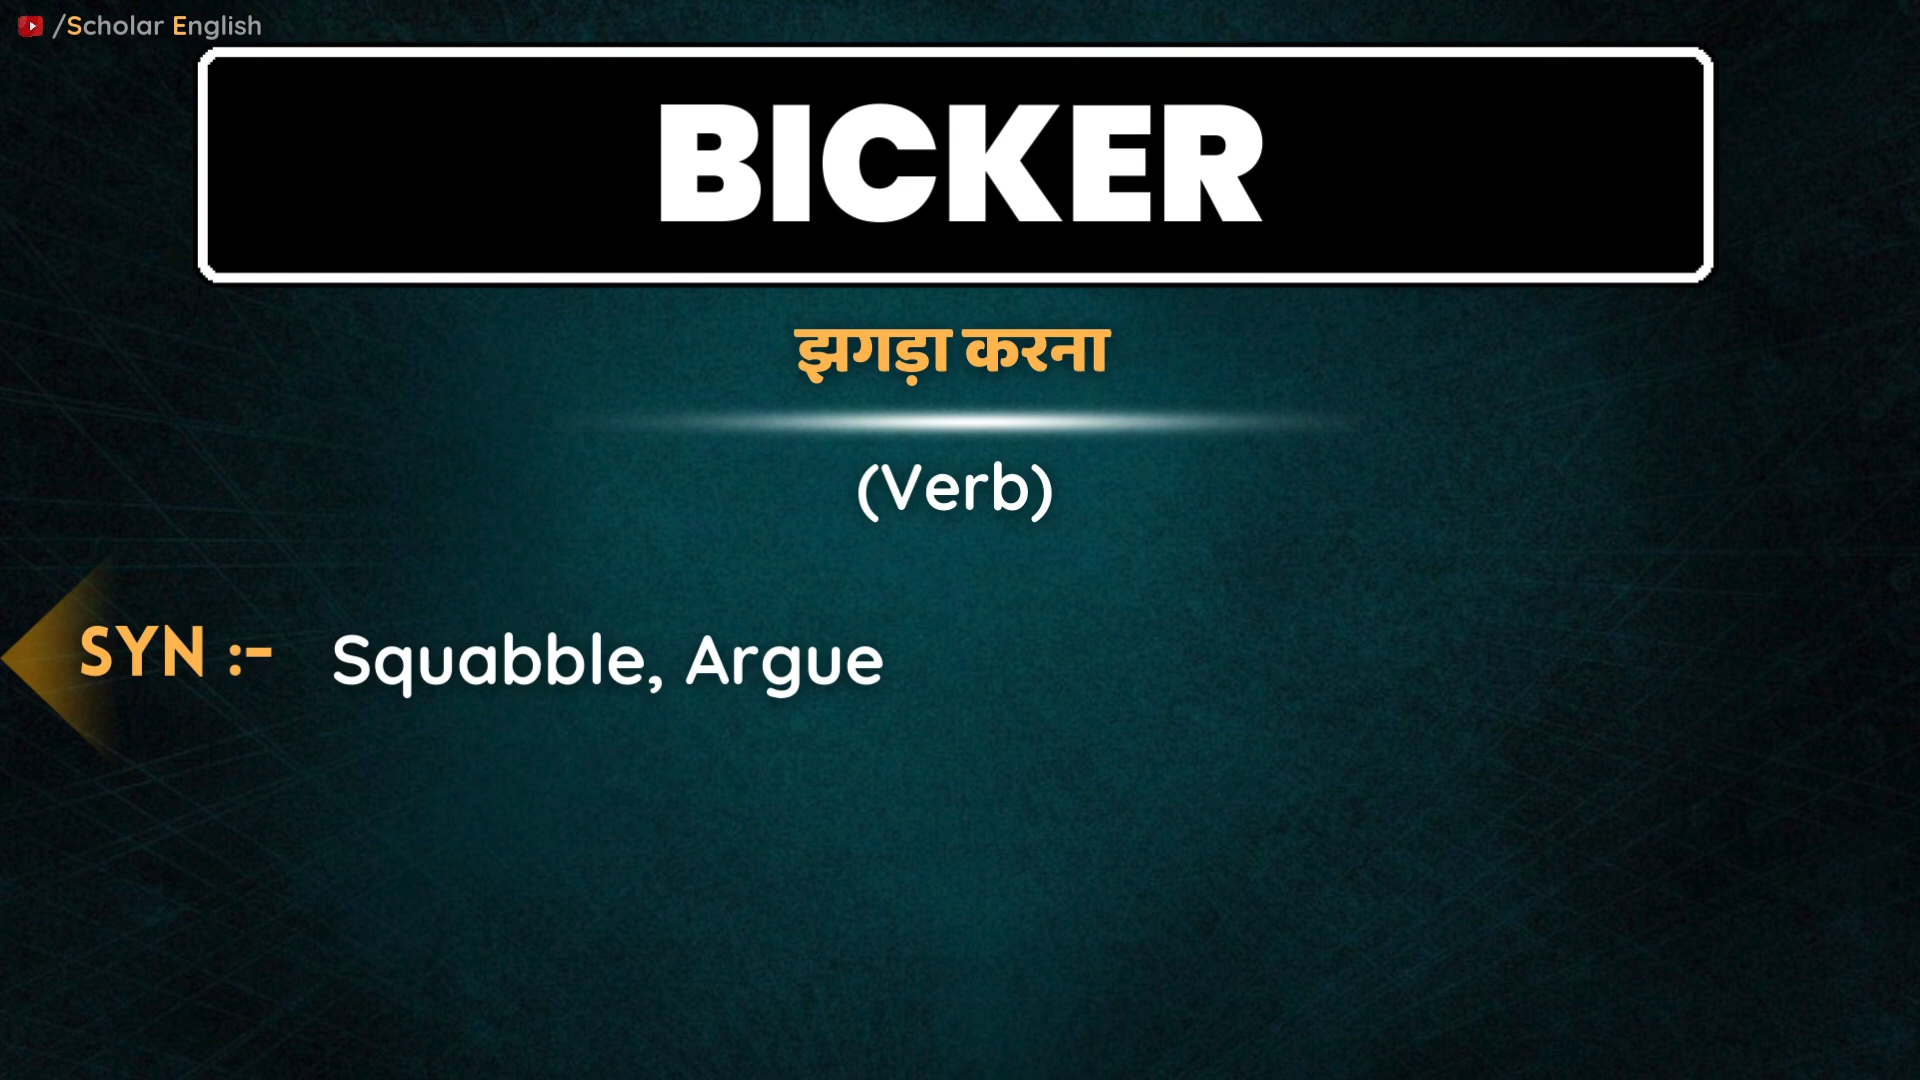 /Scholar English
BICKER
झगड़ा करना
(Verb)
SYN :- Squabble, Argue